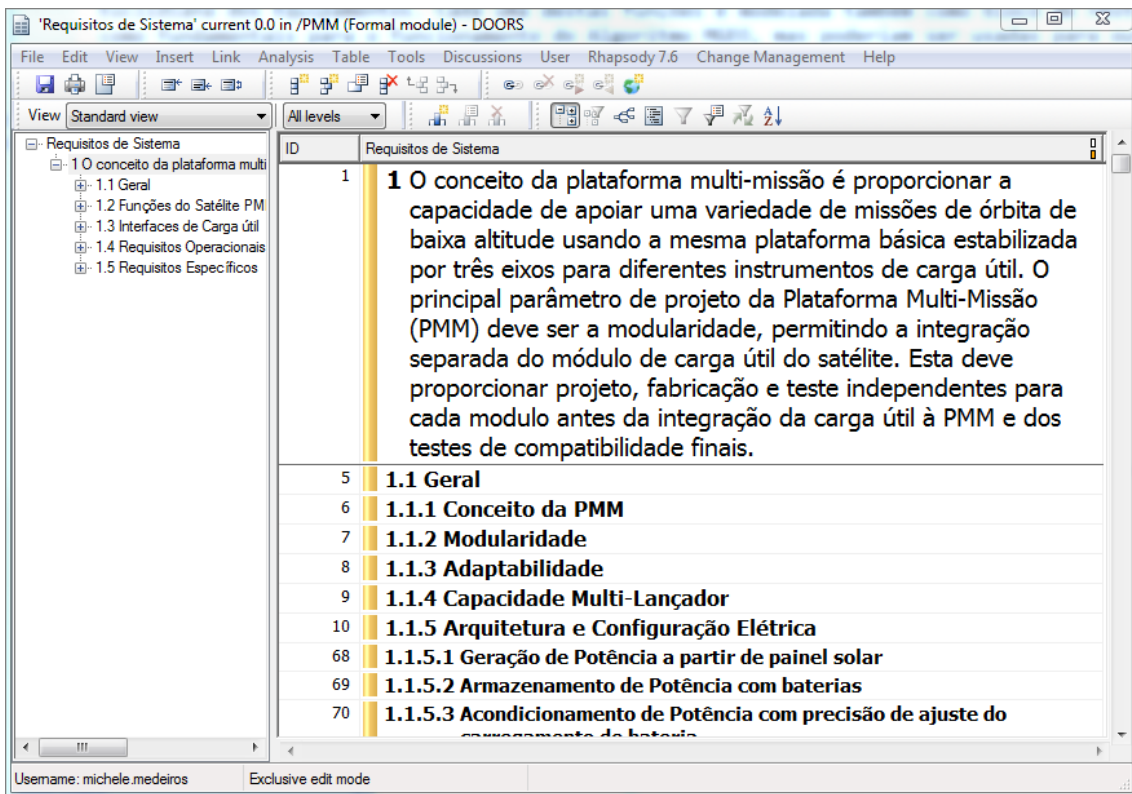 'Requisitos de Sistema' current 0.0 in /PMM (Formal module) - DOORS
File Edit View Insert Link Analysis Table Tools Discussions User Rhapsody 7.6 Change Management Help
View Standard view All levels
Requisitos de Sistema
1 O conceito da plataforma multi
1.1 Geral
1.2 Funções do Satélite PM
1.3 Interfaces de Carga útil
1.4 Requisitos Operacionais
1.5 Requisitos Específicos
ID Requisitos de Sistema
1 1 O conceito da plataforma multi-missão é proporcionar a
capacidade de apoiar uma variedade de missões de órbita de
baixa altitude usando a mesma plataforma básica estabilizada
por três eixos para diferentes instrumentos de carga útil. O
principal parâmetro de projeto da Plataforma Multi-Missão
(PMM) deve ser a modularidade, permitindo a integração
separada do módulo de carga útil do satélite. Esta deve
proporcionar projeto, fabricação e teste independentes para
cada modulo antes da integração da carga útil à PMM e dos
testes de compatibilidade finais.
5 1.1 Geral
6 1.1.1 Conceito da PMM
7 1.1.2 Modularidade
8 1.1.3 Adaptabilidade
9 1.1.4 Capacidade Multi-Lançador
10 1.1.5 Arquitetura e Configuração Elétrica
68 1.1.5.1 Geração de Potência a partir de painel solar
69 1.1.5.2 Armazenamento de Potência com baterias
70 1.1.5.3 Acondicionamento de Potência com precisão de ajuste do
carregamento de bateria
Username: michele.medeiros Exclusive edit mode